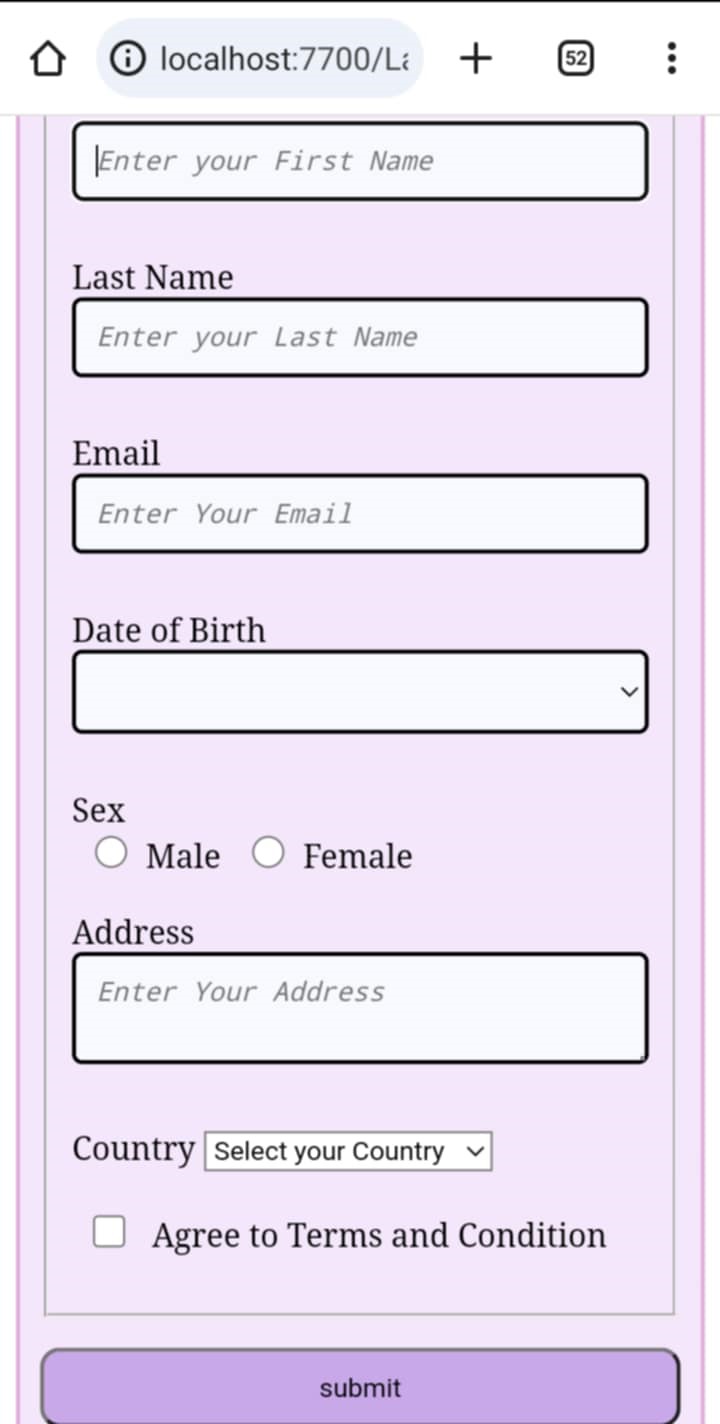 localhost:7700/La
52
Enter your First Name
Last Name
Enter your Last Name
Email
Enter Your Email
Date of Birth
Sex
Male Female
Address
Enter Your Address
Country Select your Country
Agree to Terms and Condition
submit